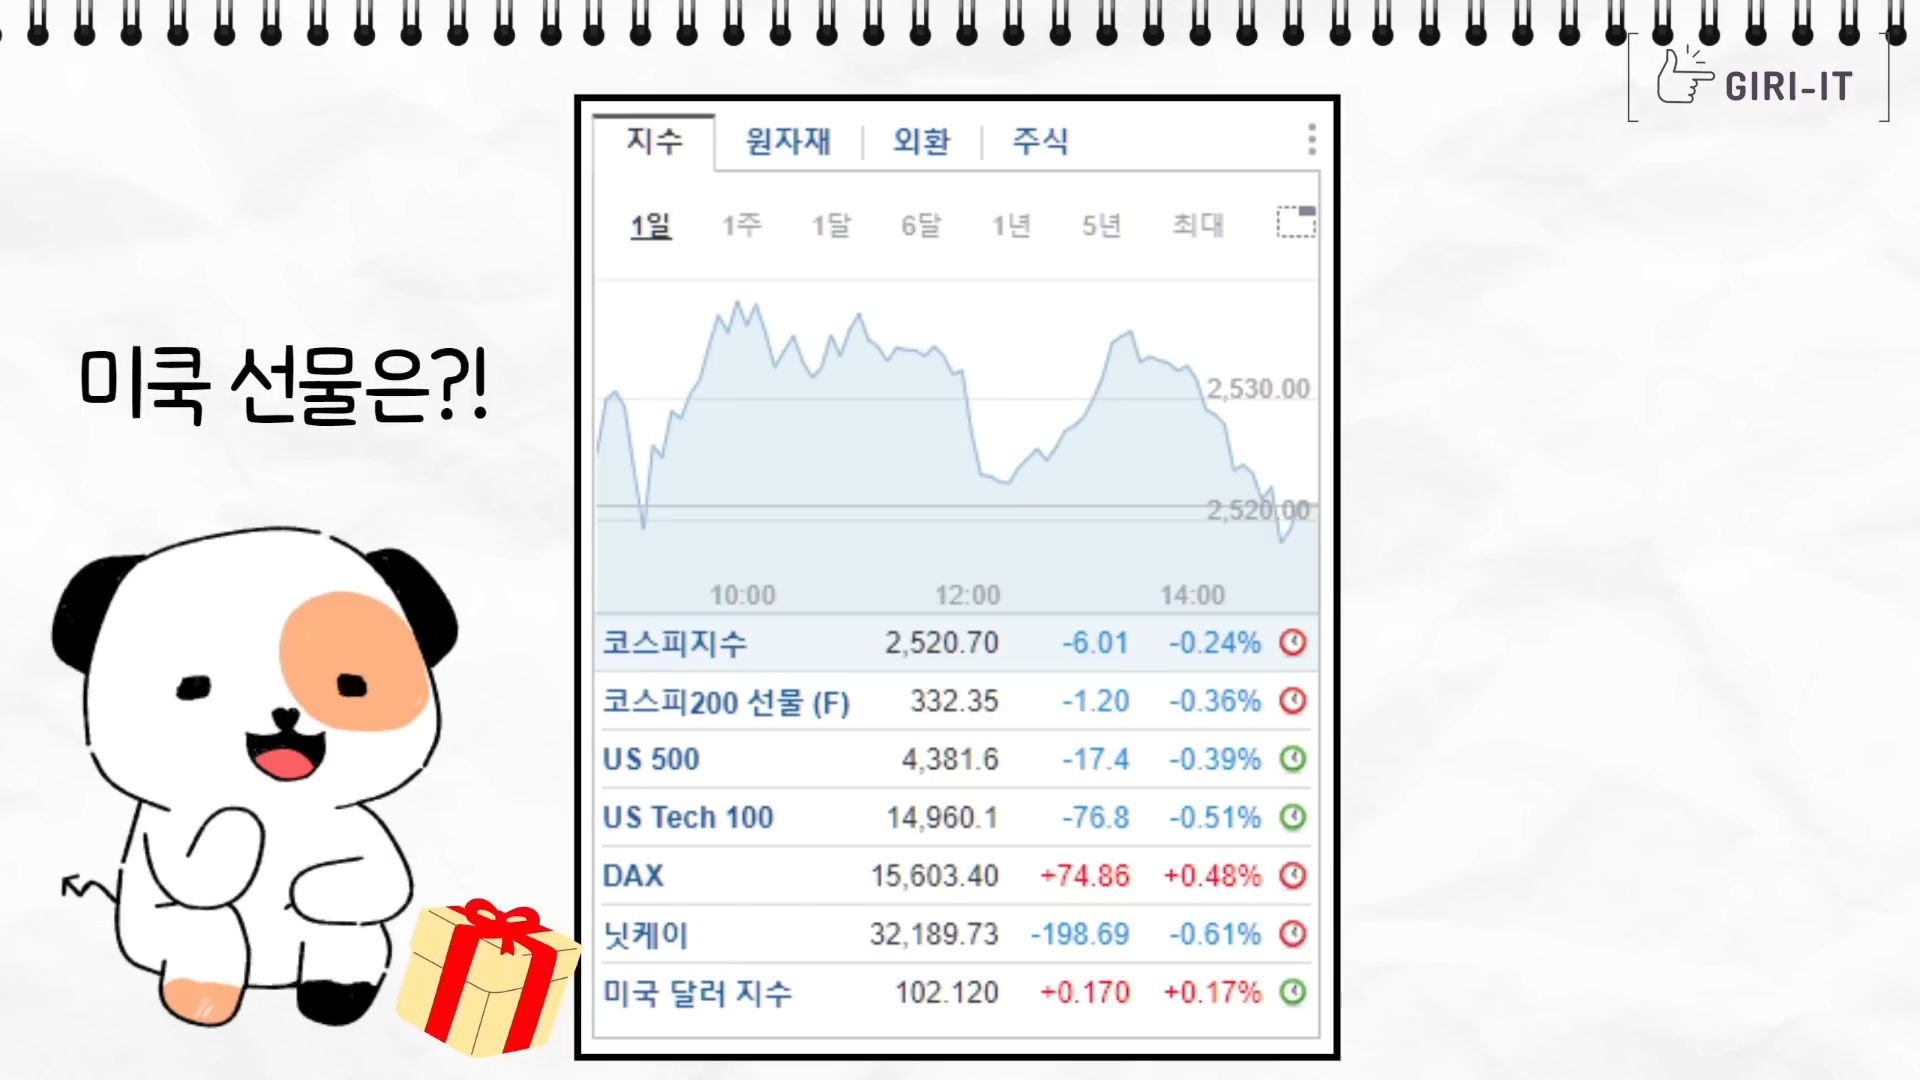 GIRI-IT
미쿡 선물은?!
지수 원자재 외환 주식
1일 1주 1달 6달 1년 5년 최대
2,530.00
2,520.00
10:00 12:00 14:00
코스피지수 2,520.70 -6.01 -0.24%
코스피200 선물 (F) 332.35 -1.20 -0.36%
US 500 4,381.6 -17.4 -0.39%
US Tech 100 14,960.1 -76.8 -0.51%
DAX 15,603.40 +74.86 +0.48%
닛케이 32,189.73 -198.69 -0.61%
미국 달러 지수 102.120 +0.170 +0.17%